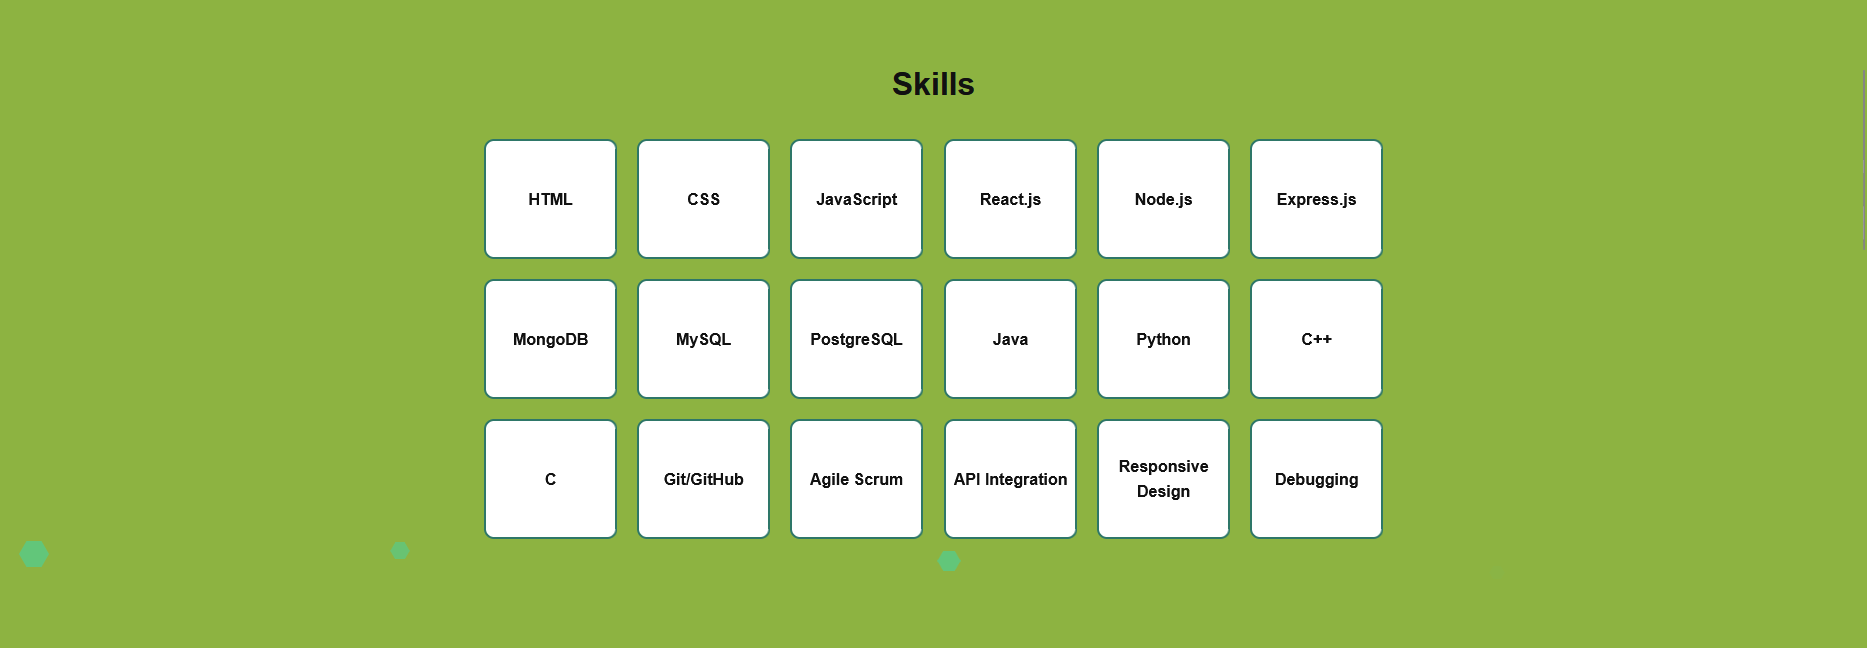 Skills
HTML
CSS
JavaScript
React.js
Node.js
Express.js
MongoDB
MySQL
PostgreSQL
Java
Python
C++
C
Git/GitHub
Agile Scrum
API Integration
Responsive
Design
Debugging